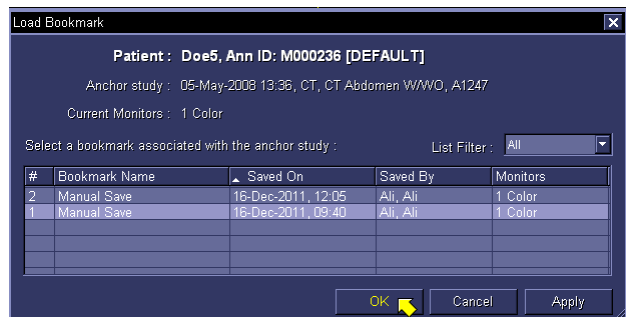 Load Bookmark
Patient : Doe5, Ann ID: M000236 [DEFAULT]
Anchor study : 05-May-2008 13:36, CT, CT Abdomen W/WO, A1247
Current Monitors : 1 Color
Select a bookmark associated with the anchor study : List Filter : All
# Bookmark Name Saved On Saved By Monitors
2 Manual Save 16-Dec-2011, 12:05 Ali, Ali 1 Color
1 Manual Save 16-Dec-2011, 09:40 Ali, Ali 1 Color
OK Cancel Apply